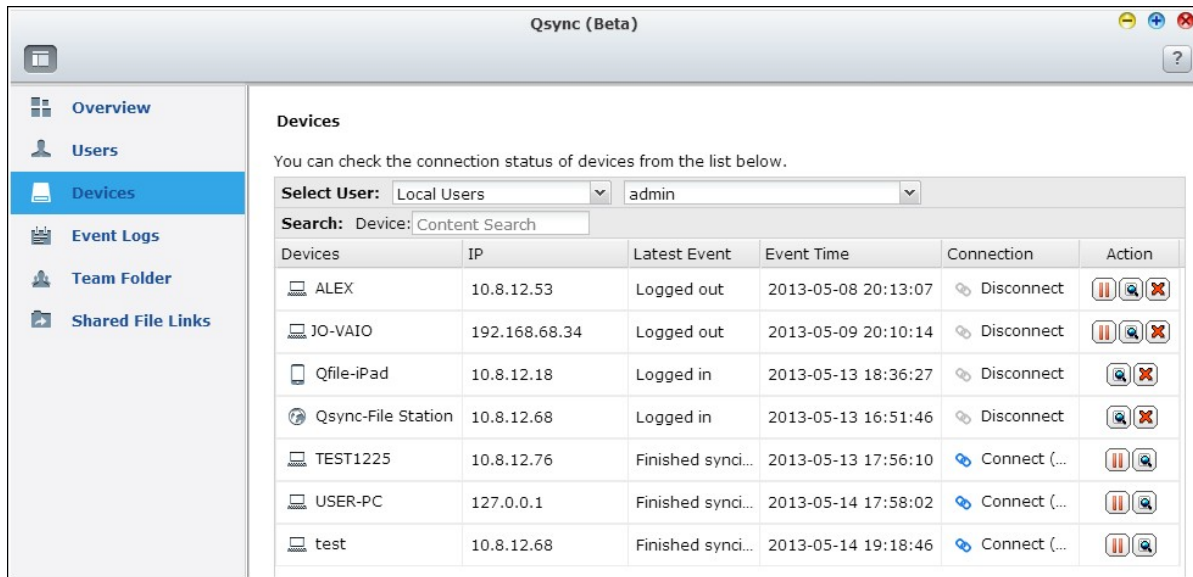 Qsync (Beta)
?
Overview
Users
Devices
Event Logs
Team Folder
Shared File Links
Devices
You can check the connection status of devices from the list below.
Select User: Local Users admin
Search: Device: Content Search
Devices IP Latest Event Event Time Connection Action
ALEX 10.8.12.53 Logged out 2013-05-08 20:13:07 Disconnect
JO-VAIO 192.168.68.34 Logged out 2013-05-09 20:10:14 Disconnect
Qfile-iPad 10.8.12.18 Logged in 2013-05-13 18:36:27 Disconnect
Qsync-File Station 10.8.12.68 Logged in 2013-05-13 16:51:46 Disconnect
TEST1225 10.8.12.76 Finished synci... 2013-05-13 17:56:10 Connect (...
USER-PC 127.0.0.1 Finished synci... 2013-05-14 17:58:02 Connect (...
test 10.8.12.68 Finished synci... 2013-05-14 19:18:46 Connect (...